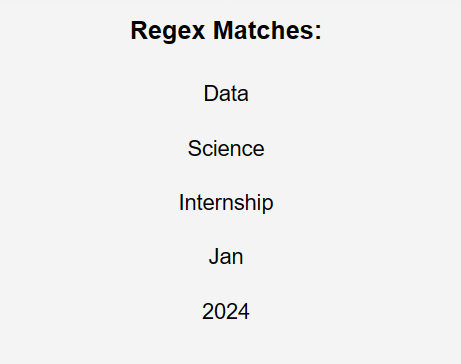 Regex Matches:
Data
Science
Internship
Jan
2024